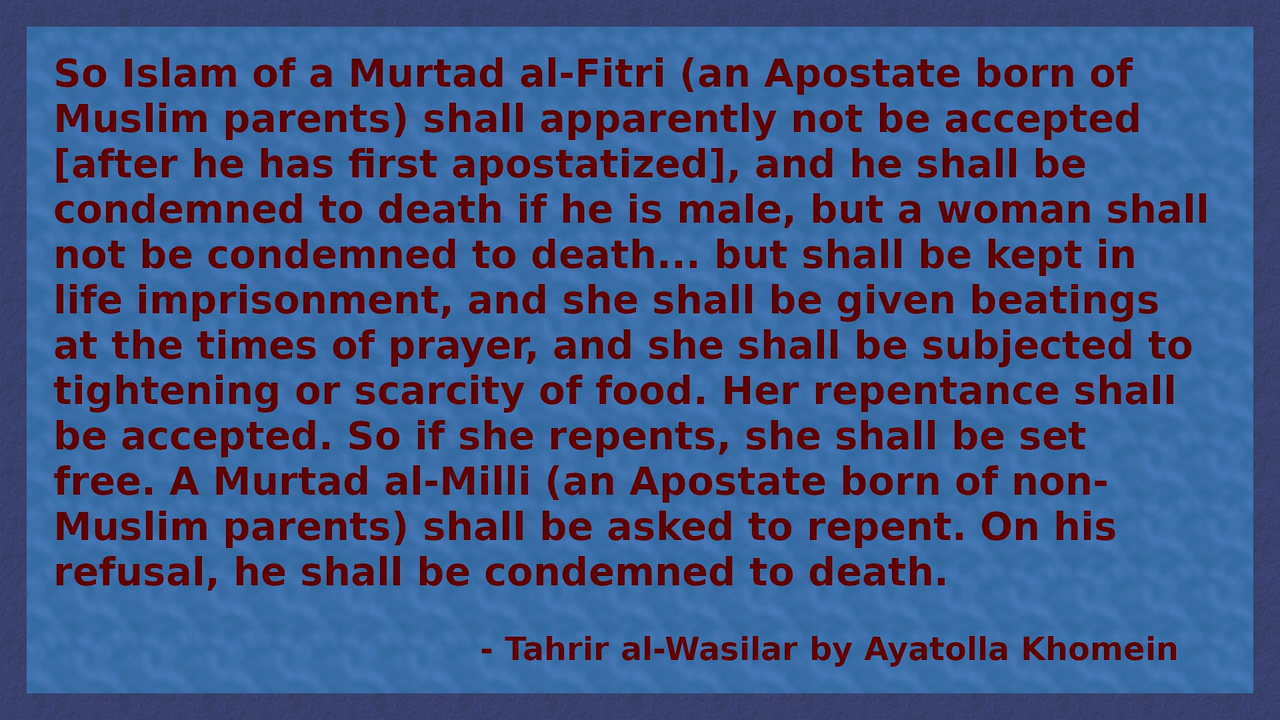 So Islam of a Murtad al-Fitri (an Apostate born of
Muslim parents) shall apparently not be accepted
[after he has first apostatized], and he shall be
condemned to death if he is male, but a woman shall
not be condemned to death... but shall be kept in
life imprisonment, and she shall be given beatings
at the times of prayer, and she shall be subjected to
tightening or scarcity of food. Her repentance shall
be accepted. So if she repents, she shall be set
free. A Murtad al-Milli (an Apostate born of non-
Muslim parents) shall be asked to repent. On his
refusal, he shall be condemned to death.
- Tahrir al-Wasilar by Ayatolla Khomein